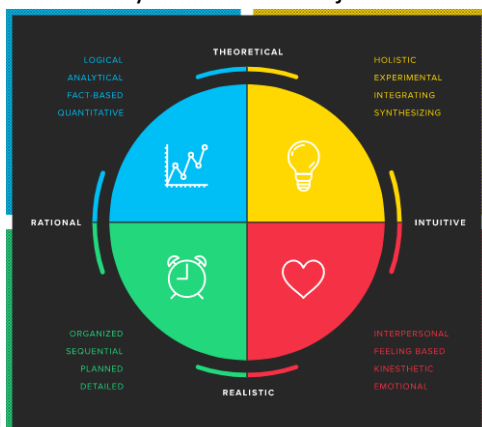 THEORETICAL
LOGICAL
ANALYTICAL
FACT-BASED
QUANTITATIVE
HOLISTIC
EXPERIMENTAL
INTEGRATING
SYNTHESIZING
RATIONAL
INTUITIVE
ORGANIZED
SEQUENTIAL
PLANNED
DETAILED
INTERPERSONAL
FEELING BASED
KINESTHETIC
EMOTIONAL
REALISTIC